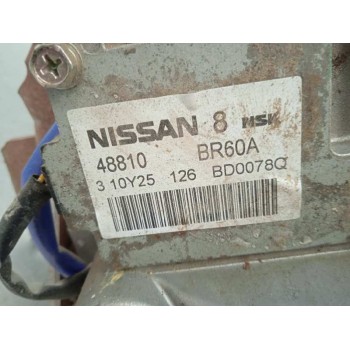 NISSAN 8 NSK
48810 BR60A
3 10Y25 126 BD0078Q